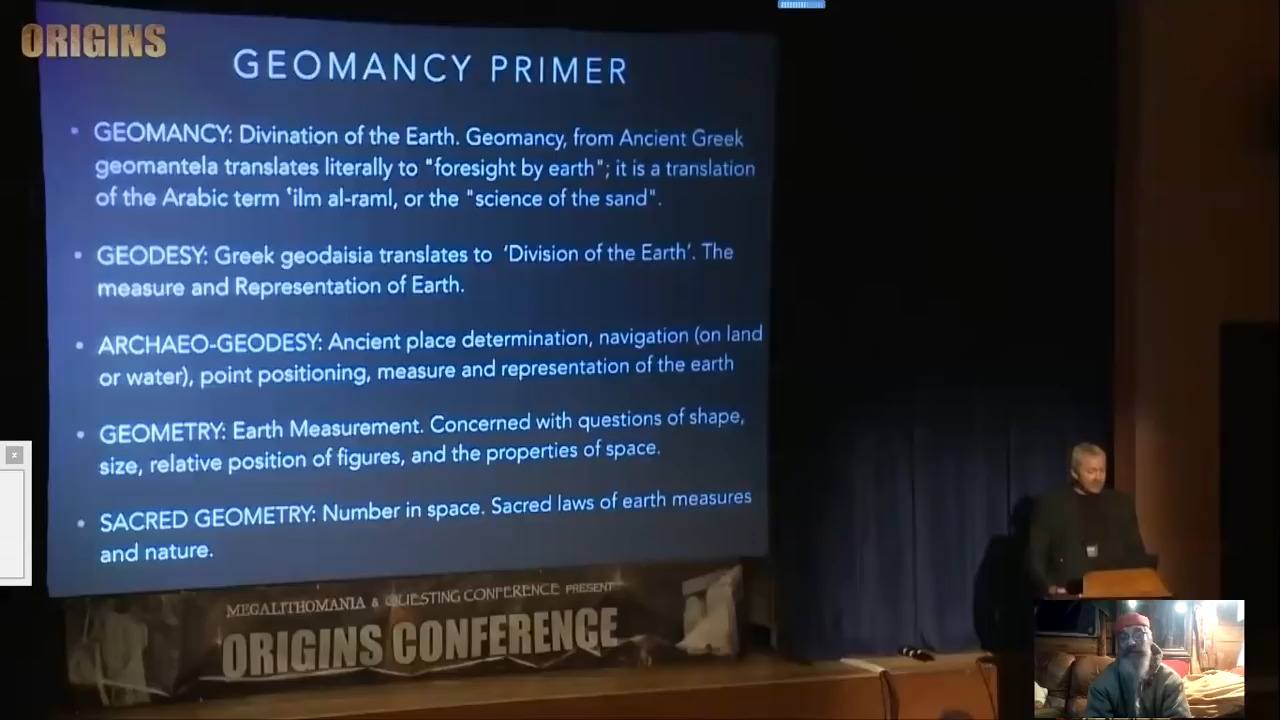 ORIGINS
GEOMANCY PRIMER
• GEOMANCY: Divination of the Earth. Geomancy, from Ancient Greek
geomantela translates literally to "foresight by earth"; it is a translation
of the Arabic term ʿilm al-raml, or the "science of the sand".
• GEODESY: Greek geodaisia translates to 'Division of the Earth'. The
measure and Representation of Earth.
• ARCHAEO-GEODESY: Ancient place determination, navigation (on land
or water), point positioning, measure and representation of the earth
• GEOMETRY: Earth Measurement. Concerned with questions of shape,
size, relative position of figures, and the properties of space.
• SACRED GEOMETRY: Number in space. Sacred laws of earth measures
and nature.
MEGALITHOMANIA & QUESTING CONFERENCE PRESENT
ORIGINS CONFERENCE
x